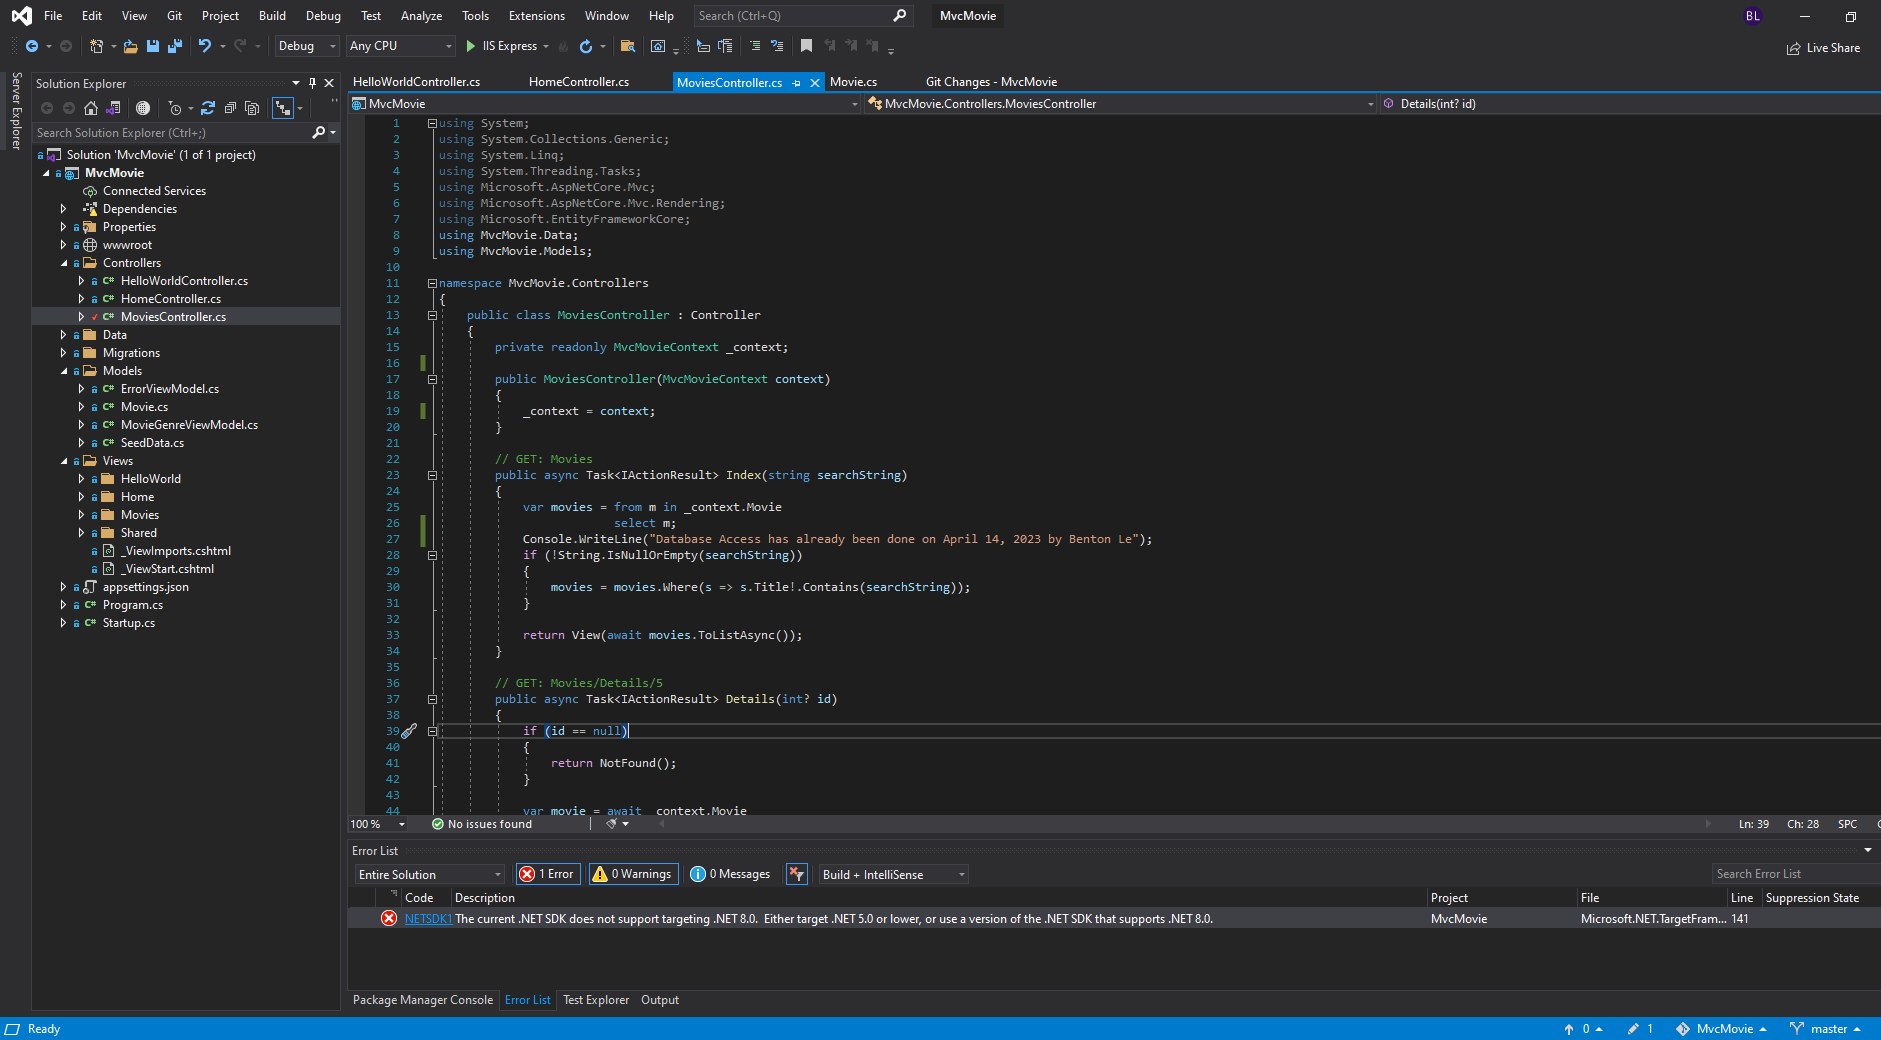 File Edit View Git Project Build Debug Test Analyze Tools Extensions Window Help Search (Ctrl+Q) MvcMovie BL
Debug Any CPU IIS Express Live Share
Server Explorer
Solution Explorer
Search Solution Explorer (Ctrl+;)
Solution 'MvcMovie' (1 of 1 project)
MvcMovie
Connected Services
Dependencies
Properties
wwwroot
Controllers
C# HelloWorldController.cs
C# HomeController.cs
C# MoviesController.cs
Data
Migrations
Models
C# ErrorViewModel.cs
C# Movie.cs
C# MovieGenreViewModel.cs
C# SeedData.cs
Views
HelloWorld
Home
Movies
Shared
_ViewImports.cshtml
_ViewStart.cshtml
appsettings.json
C# Program.cs
C# Startup.cs
HelloWorldController.cs HomeController.cs MoviesController.cs Movie.cs Git Changes - MvcMovie
MvcMovie MvcMovie.Controllers.MoviesController Details(int? id)
1 using System;
2 using System.Collections.Generic;
3 using System.Linq;
4 using System.Threading.Tasks;
5 using Microsoft.AspNetCore.Mvc;
6 using Microsoft.AspNetCore.Mvc.Rendering;
7 using Microsoft.EntityFrameworkCore;
8 using MvcMovie.Data;
9 using MvcMovie.Models;
10
11 namespace MvcMovie.Controllers
12 {
13 public class MoviesController : Controller
14 {
15 private readonly MvcMovieContext _context;
16
17 public MoviesController(MvcMovieContext context)
18 {
19 _context = context;
20 }
21
22 // GET: Movies
23 public async Task<IActionResult> Index(string searchString)
24 {
25 var movies = from m in _context.Movie
26 select m;
27 Console.WriteLine("Database Access has already been done on April 14, 2023 by Benton Le");
28 if (!String.IsNullOrEmpty(searchString))
29 {
30 movies = movies.Where(s => s.Title!.Contains(searchString));
31 }
32
33 return View(await movies.ToListAsync());
34 }
35
36 // GET: Movies/Details/5
37 public async Task<IActionResult> Details(int? id)
38 {
39 if (id == null)
40 {
41 return NotFound();
42 }
43
44 var movie = await _context.Movie
100 % No issues found Ln: 39 Ch: 28 SPC
Error List
Entire Solution 1 Error 0 Warnings 0 Messages Build + IntelliSense Search Error List
Code Description Project File Line Suppression State
NETSDK1 The current .NET SDK does not support targeting .NET 8.0. Either target .NET 5.0 or lower, or use a version of the .NET SDK that supports .NET 8.0. MvcMovie Microsoft.NET.TargetFram... 141
Package Manager Console Error List Test Explorer Output
Ready 0 1 MvcMovie master